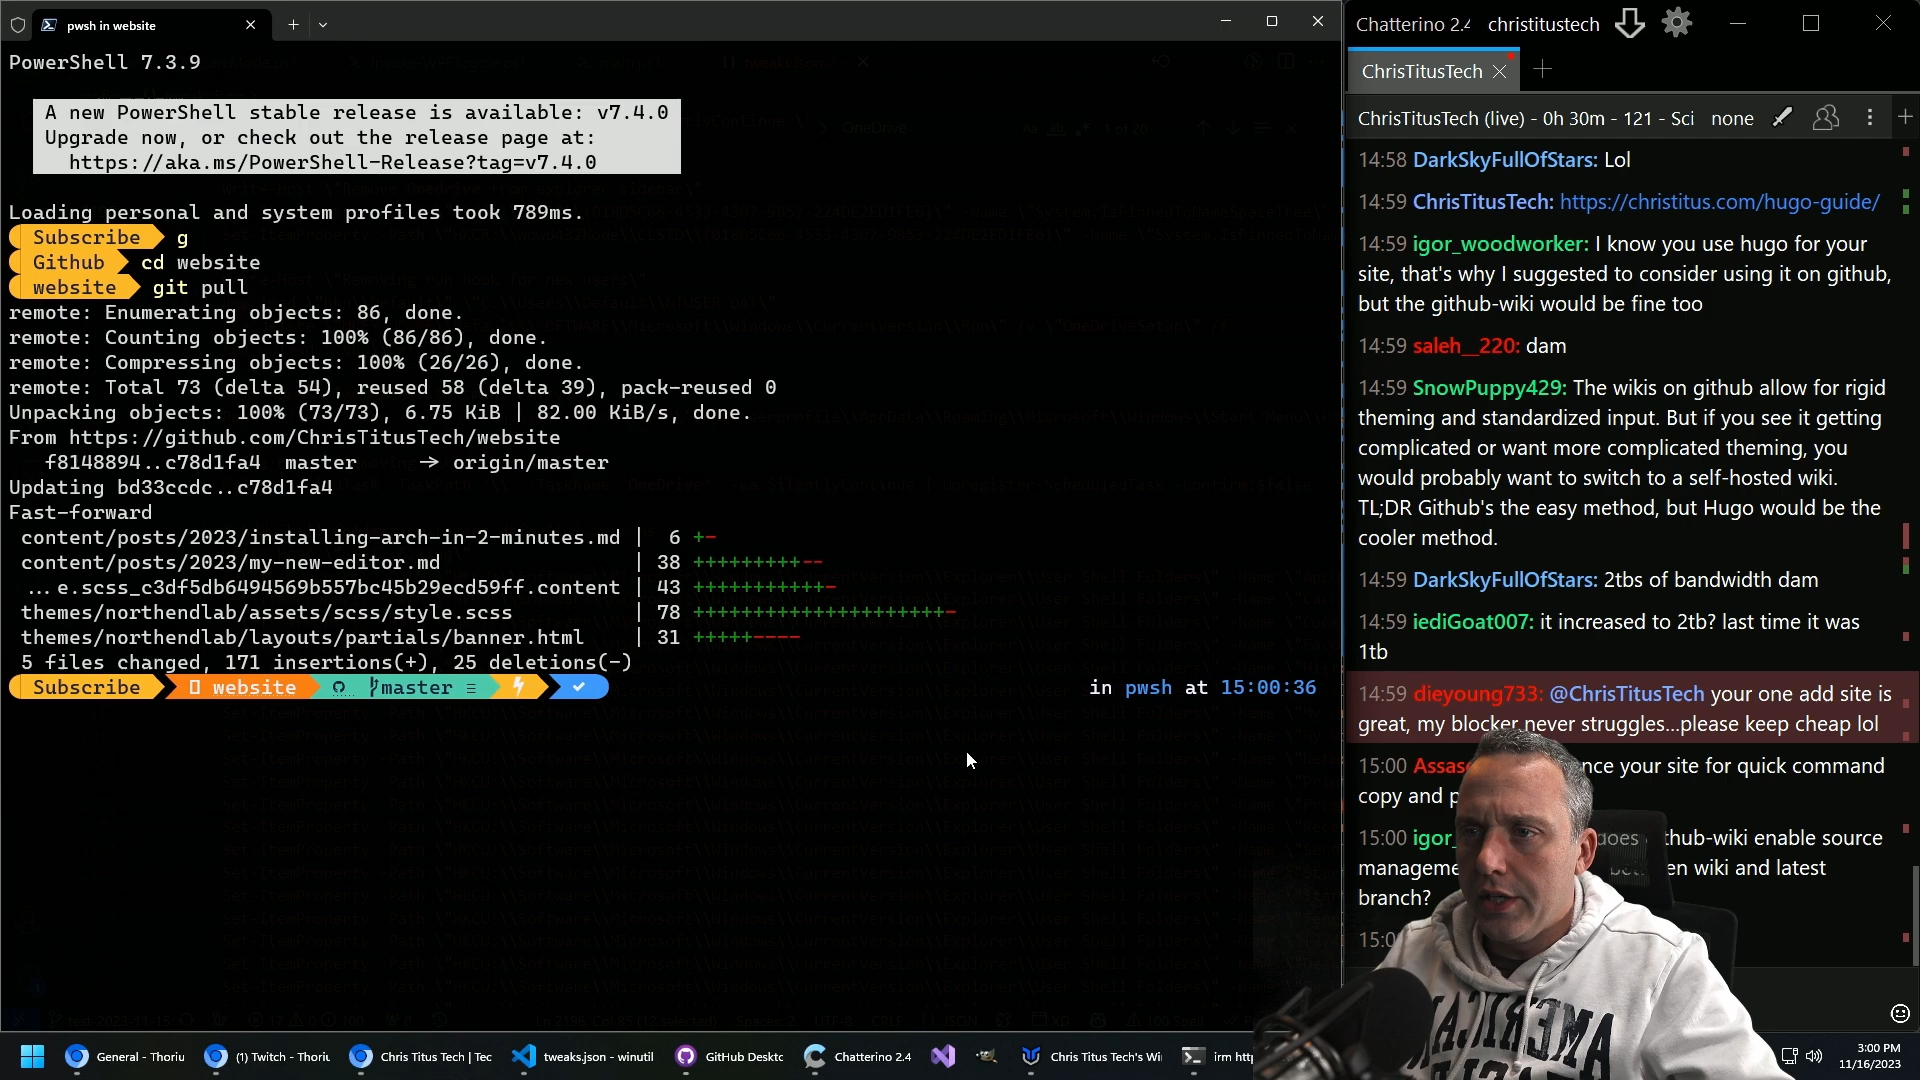 pwsh in website
PowerShell 7.3.9
A new PowerShell stable release is available: v7.4.0
Upgrade now, or check out the release page at:
https://aka.ms/PowerShell-Release?tag=v7.4.0
Loading personal and system profiles took 789ms.
Subscribe g
Github cd website
website git pull
remote: Enumerating objects: 86, done.
remote: Counting objects: 100% (86/86), done.
remote: Compressing objects: 100% (26/26), done.
remote: Total 73 (delta 54), reused 58 (delta 39), pack-reused 0
Unpacking objects: 100% (73/73), 6.75 KiB | 82.00 KiB/s, done.
From https://github.com/ChrisTitusTech/website
f8148894..c78d1fa4 master -> origin/master
Updating bd33ccdc..c78d1fa4
Fast-forward
content/posts/2023/installing-arch-in-2-minutes.md | 6 +-
content/posts/2023/my-new-editor.md | 38 +++++++++--
...e.scss_c3df5db6494569b557bc45b29ecd59ff.content | 43 +++++++++++-
themes/northendlab/assets/scss/style.scss | 78 +++++++++++++++++++++-
themes/northendlab/layouts/partials/banner.html | 31 +++++----
5 files changed, 171 insertions(+), 25 deletions(-)
Subscribe website master ≡ in pwsh at 15:00:36
Chatterino 2.4 christitustech
ChrisTitusTech
ChrisTitusTech (live) - 0h 30m - 121 - Sci none
14:58 DarkSkyFullOfStars: Lol
14:59 ChrisTitusTech: https://christitus.com/hugo-guide/
14:59 igor_woodworker: I know you use hugo for your
site, that's why I suggested to consider using it on github,
but the github-wiki would be fine too
14:59 saleh__220: dam
14:59 SnowPuppy429: The wikis on github allow for rigid
theming and standardized input. But if you see it getting
complicated or want more complicated theming, you
would probably want to switch to a self-hosted wiki.
TL;DR Github's the easy method, but Hugo would be the
cooler method.
14:59 DarkSkyFullOfStars: 2tbs of bandwidth dam
14:59 iediGoat007: it increased to 2tb? last time it was
1tb
14:59 dieyoung733: @ChrisTitusTech your one add site is
great, my blocker never struggles...please keep cheap lol
15:00 your site for quick command
copy and
15:00 enable source
wiki and latest
branch?
General - Thoriu
(1) Twitch - Thoriu
Chris Titus Tech | Tec
tweaks.json - winutil
GitHub Deskto
Chatterino 2.4
Chris Titus Tech's Wi
irm http
3:00 PM
11/16/2023